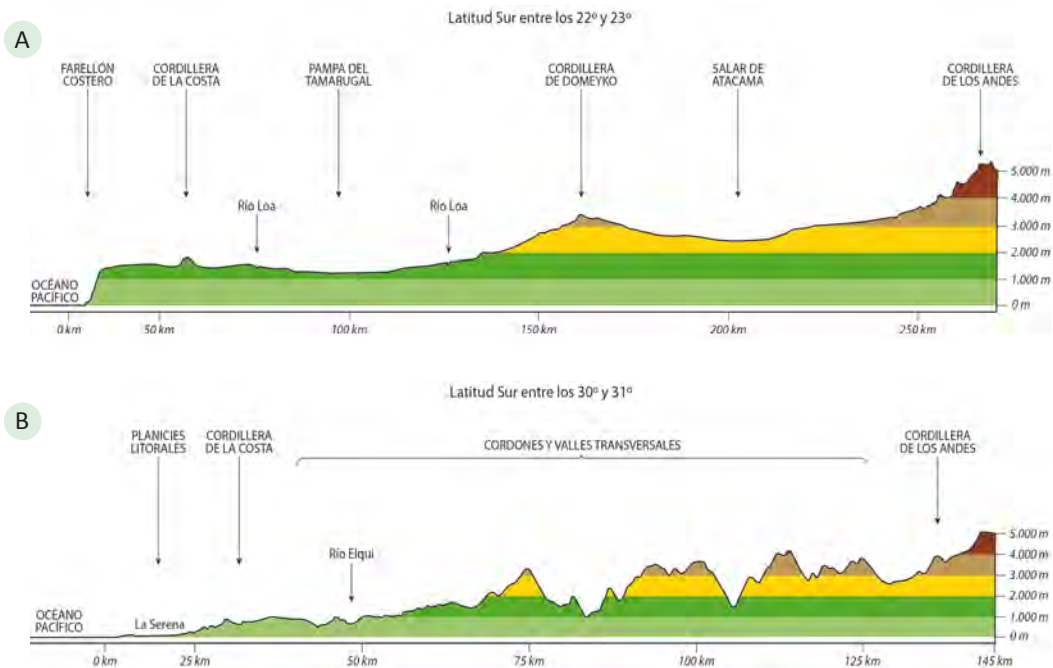 A
Latitud Sur entre los 22º y 23º
FARELLÓN
COSTERO
CORDILLERA
DE LA COSTA
PAMPA DEL
TAMARUGAL
CORDILLERA
DE DOMEYKO
SALAR DE
ATACAMA
CORDILLERA
DE LOS ANDES
Río Loa
Río Loa
5.000 m
4.000 m
3.000 m
2.000 m
1.000 m
0 m
OCÉANO
PACÍFICO
0 km
50 km
100 km
150 km
200 km
250 km
B
Latitud Sur entre los 30º y 31º
PLANICIES
LITORALES
CORDILLERA
DE LA COSTA
CORDONES Y VALLES TRANSVERSALES
CORDILLERA
DE LOS ANDES
Río Elqui
5.000 m
4.000 m
3.000 m
2.000 m
1.000 m
0 m
OCÉANO
PACÍFICO
La Serena
0 km
25 km
50 km
75 km
100 km
125 km
145 km